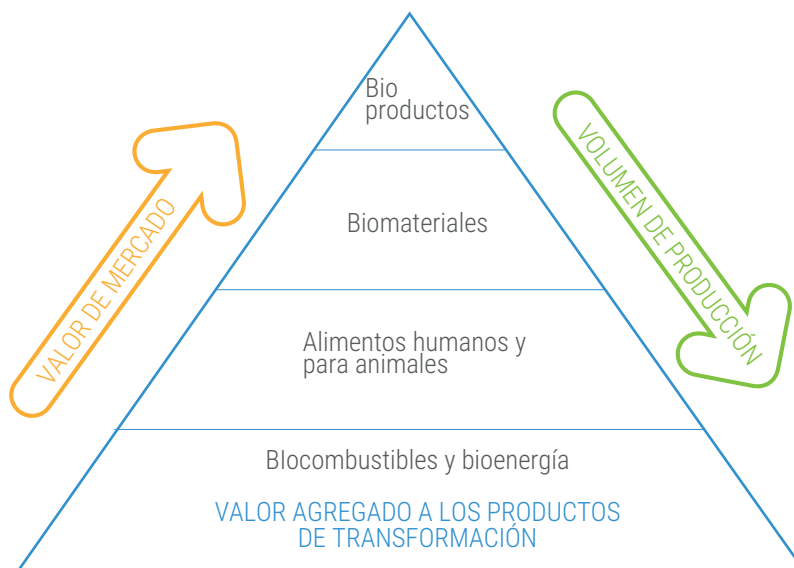 Bio
productos
VALOR DE MERCADO
VOLUMEN DE PRODUCCIÓN
Biomateriales
Alimentos humanos y
para animales
BIocombustibles y bioenergía
VALOR AGREGADO A LOS PRODUCTOS
DE TRANSFORMACIÓN